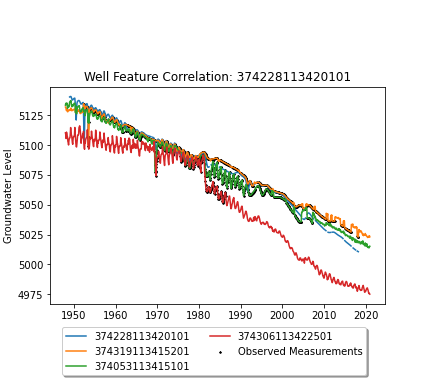 Well Feature Correlation: 374228113420101
Groundwater Level
5125
5100
5075
5050
5025
5000
4975
1950 1960 1970 1980 1990 2000 2010 2020
374228113420101 374306113422501
374319113415201 Observed Measurements
374053113415101